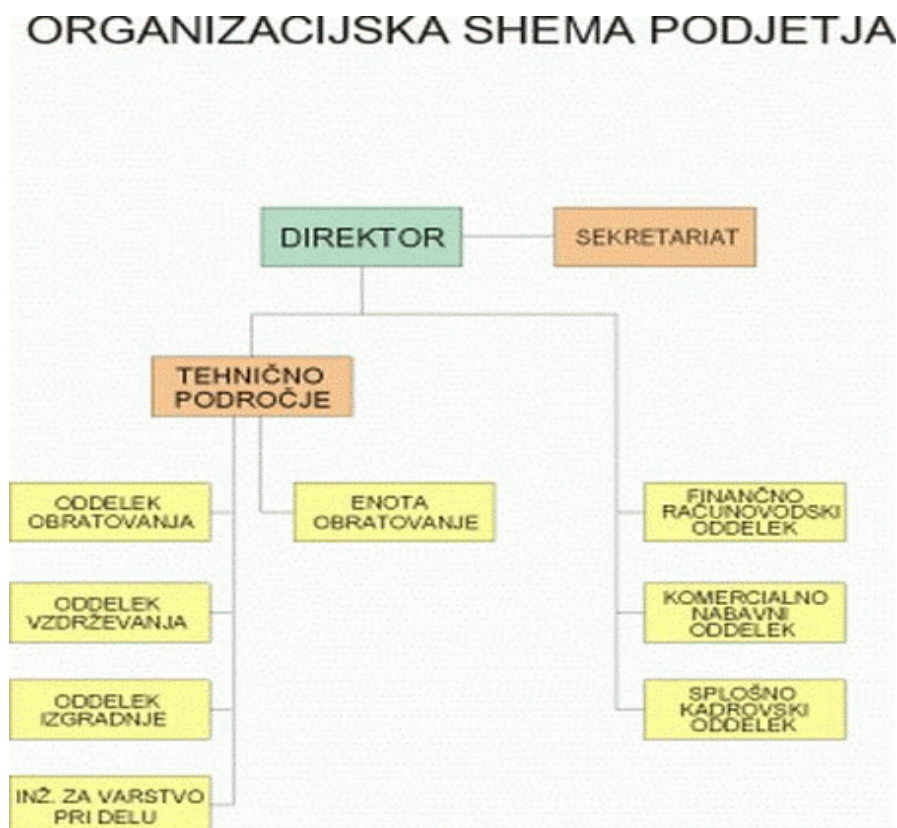 ORGANIZACIJSKA SHEMA PODJETJA
DIREKTOR
SEKRETARIAT
TEHNIČNO
PODROČJE
ODDELEK
OBRATOVANJA
ENOTA
OBRATOVANJE
FINANČNO
RAČUNOVODSKI
ODDELEK
ODDELEK
VZDRŽEVANJA
KOMERCIALNO
NABAVNI
ODDELEK
ODDELEK
IZGRADNJE
SPLOŠNO
KADROVSKI
ODDELEK
INŽ. ZA VARSTVO
PRI DELU